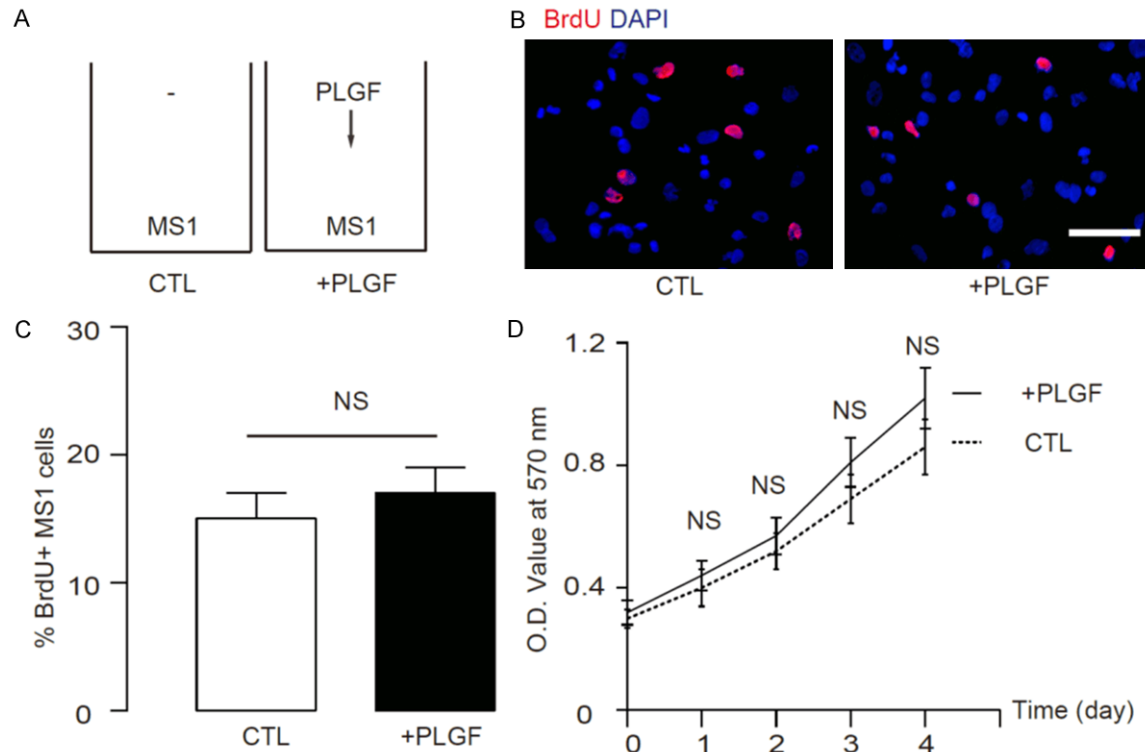 A
-
MS1
CTL
PLGF
MS1
+PLGF
B
BrdU DAPI
CTL
+PLGF
C
% BrdU+ MS1 cells
30
20
10
0
NS
CTL
+PLGF
D
O.D. Value at 570 nm
1.2
0.8
0.4
0
NS
NS
NS
NS
+PLGF
CTL
0 1 2 3 4
Time (day)